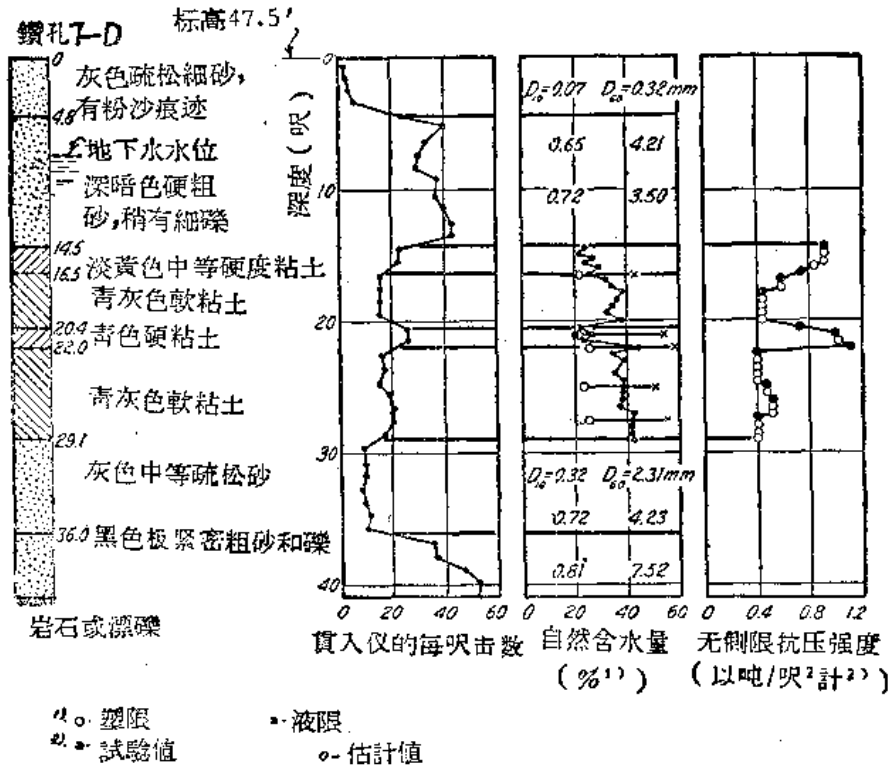 鑽孔7-D
标高47.5'
0
灰色疏松細砂,
有粉沙痕迹
4.8
地下水水位
深暗色硬粗
砂,稍有細礫
14.5
淡黃色中等硬度粘土
16.5
青灰色軟粘土
20.4
青色硬粘土
22.0
青灰色軟粘土
29.1
灰色中等疏松砂
36.0 黑色板緊密粗砂和礫
岩石或漂礫
深度(呎)
0
10
20
30
40
0 20 40 60
貫入仪的每呎击数
D10=0.07 D60=0.32mm
0.65 4.21
0.72 3.50
D10=0.32 D60=2.31mm
0.72 4.23
0.81 7.52
0 20 40 60
自然含水量
(%¹⁾)
0 0.4 0.8 1.2
无側限抗压强度
(以吨/呎²計²⁾)
1) o- 塑限 ×-液限
2) •- 試驗値 o-估計値